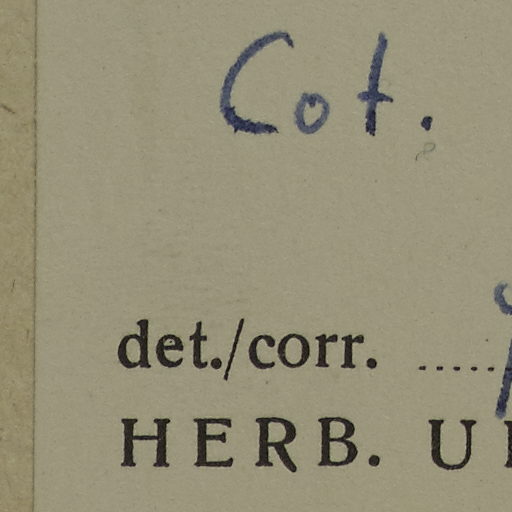 Cot.
det./corr. ......
HERB. U